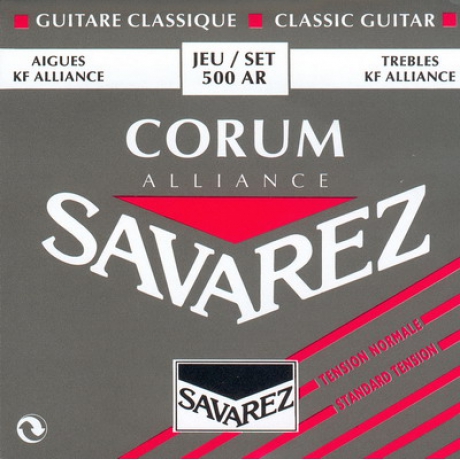 GUITARE CLASSIQUE CLASSIC GUITAR
AIGUES
KF ALLIANCE
JEU / SET
500 AR
TREBLES
KF ALLIANCE
CORUM
ALLIANCE
SAVAREZ
TENSION NORMALE
STANDARD TENSION
SAVAREZ